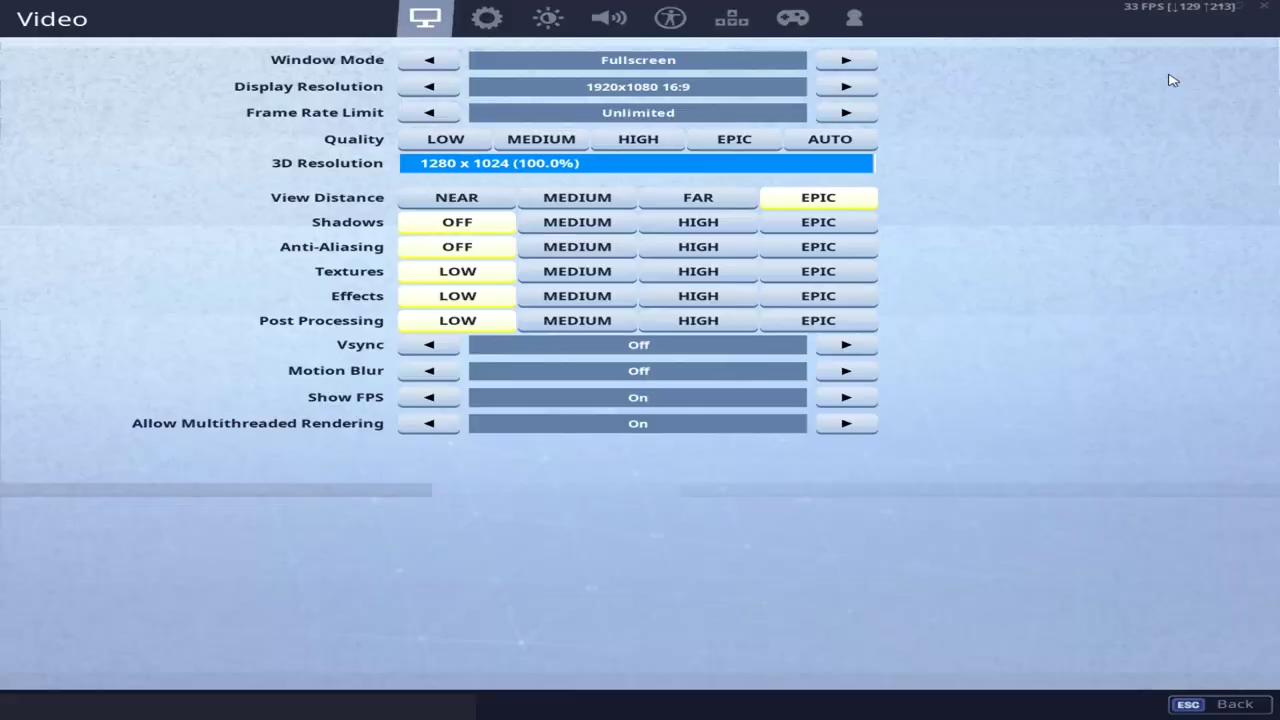 Video
33 FPS [↓129 ↑213]
Window Mode Fullscreen
Display Resolution 1920x1080 16:9
Frame Rate Limit Unlimited
Quality LOW MEDIUM HIGH EPIC AUTO
3D Resolution 1280 x 1024 (100.0%)
View Distance NEAR MEDIUM FAR EPIC
Shadows OFF MEDIUM HIGH EPIC
Anti-Aliasing OFF MEDIUM HIGH EPIC
Textures LOW MEDIUM HIGH EPIC
Effects LOW MEDIUM HIGH EPIC
Post Processing LOW MEDIUM HIGH EPIC
Vsync Off
Motion Blur Off
Show FPS On
Allow Multithreaded Rendering On
ESC Back